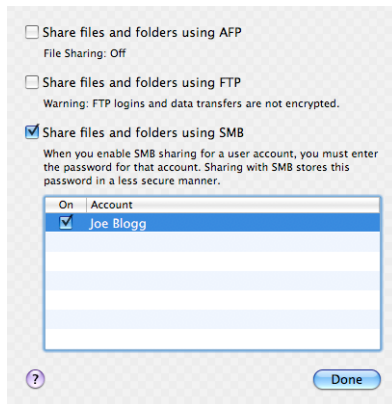 Share files and folders using AFP
File Sharing: Off
Share files and folders using FTP
Warning: FTP logins and data transfers are not encrypted.
Share files and folders using SMB
When you enable SMB sharing for a user account, you must enter
the password for that account. Sharing with SMB stores this
password in a less secure manner.
On Account
Joe Blogg
? Done